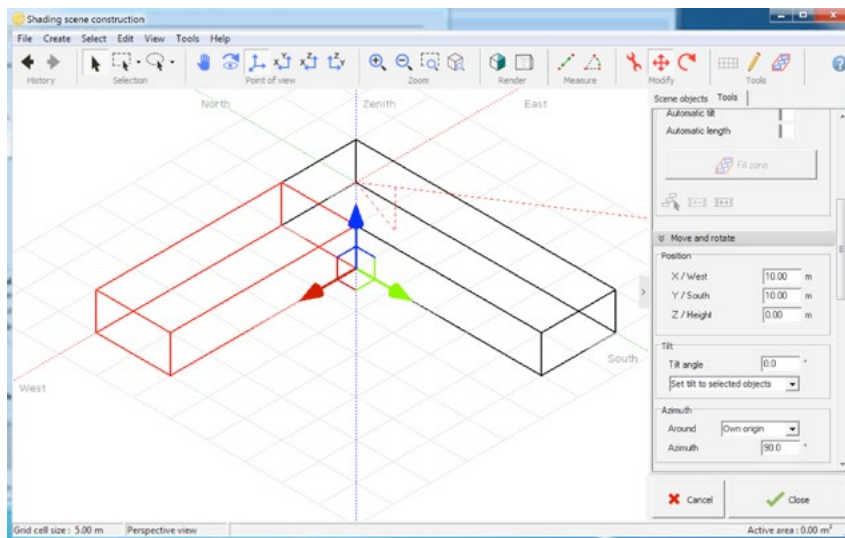 Shading scene construction
File Create Select Edit View Tools Help
History Selection Point of view Zoom Render Measure Modify Tools
North Zenith East
South
West
Scene objects Tools
Automatic tilt
Automatic length
Fill zone
Move and rotate
Position
X / West 10.00 m
Y / South 10.00 m
Z / Height 0.00 m
Tilt
Tilt angle 0.0 °
Set tilt to selected objects
Azimuth
Around Own origin
Azimuth 90.0 °
Cancel Close
Grid cell size : 5.00 m Perspective view Active area : 0.00 m²